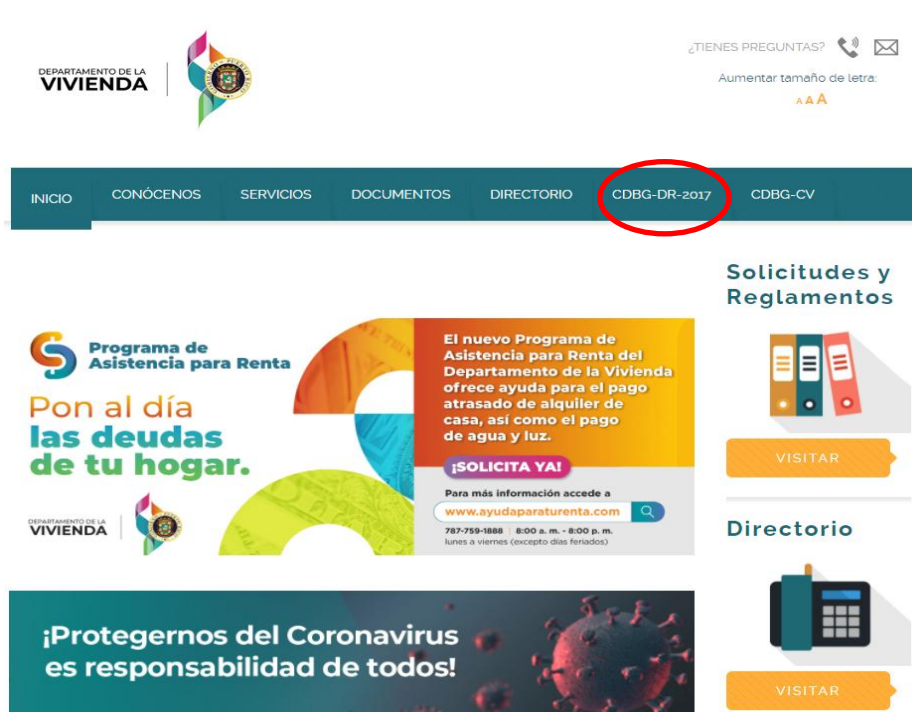 DEPARTAMENTO DE LA
VIVIENDA
¿TIENES PREGUNTAS?
Aumentar tamaño de letra:
A A A
INICIO
CONÓCENOS
SERVICIOS
DOCUMENTOS
DIRECTORIO
CDBG-DR-2017
CDBG-CV
Programa de
Asistencia para Renta
Pon al día
las deudas
de tu hogar.
DEPARTAMENTO DE LA
VIVIENDA
El nuevo Programa de
Asistencia para Renta del
Departamento de la Vivienda
ofrece ayuda para el pago
atrasado de alquiler de
casa, así como el pago
de agua y luz.
¡SOLICITA YA!
Para más información accede a
www.ayudaparaturenta.com
787-759-1888 | 8:00 a. m. - 8:00 p. m.
lunes a viernes (excepto días feriados)
¡Protegernos del Coronavirus
es responsabilidad de todos!
Solicitudes y
Reglamentos
VISITAR
Directorio
VISITAR